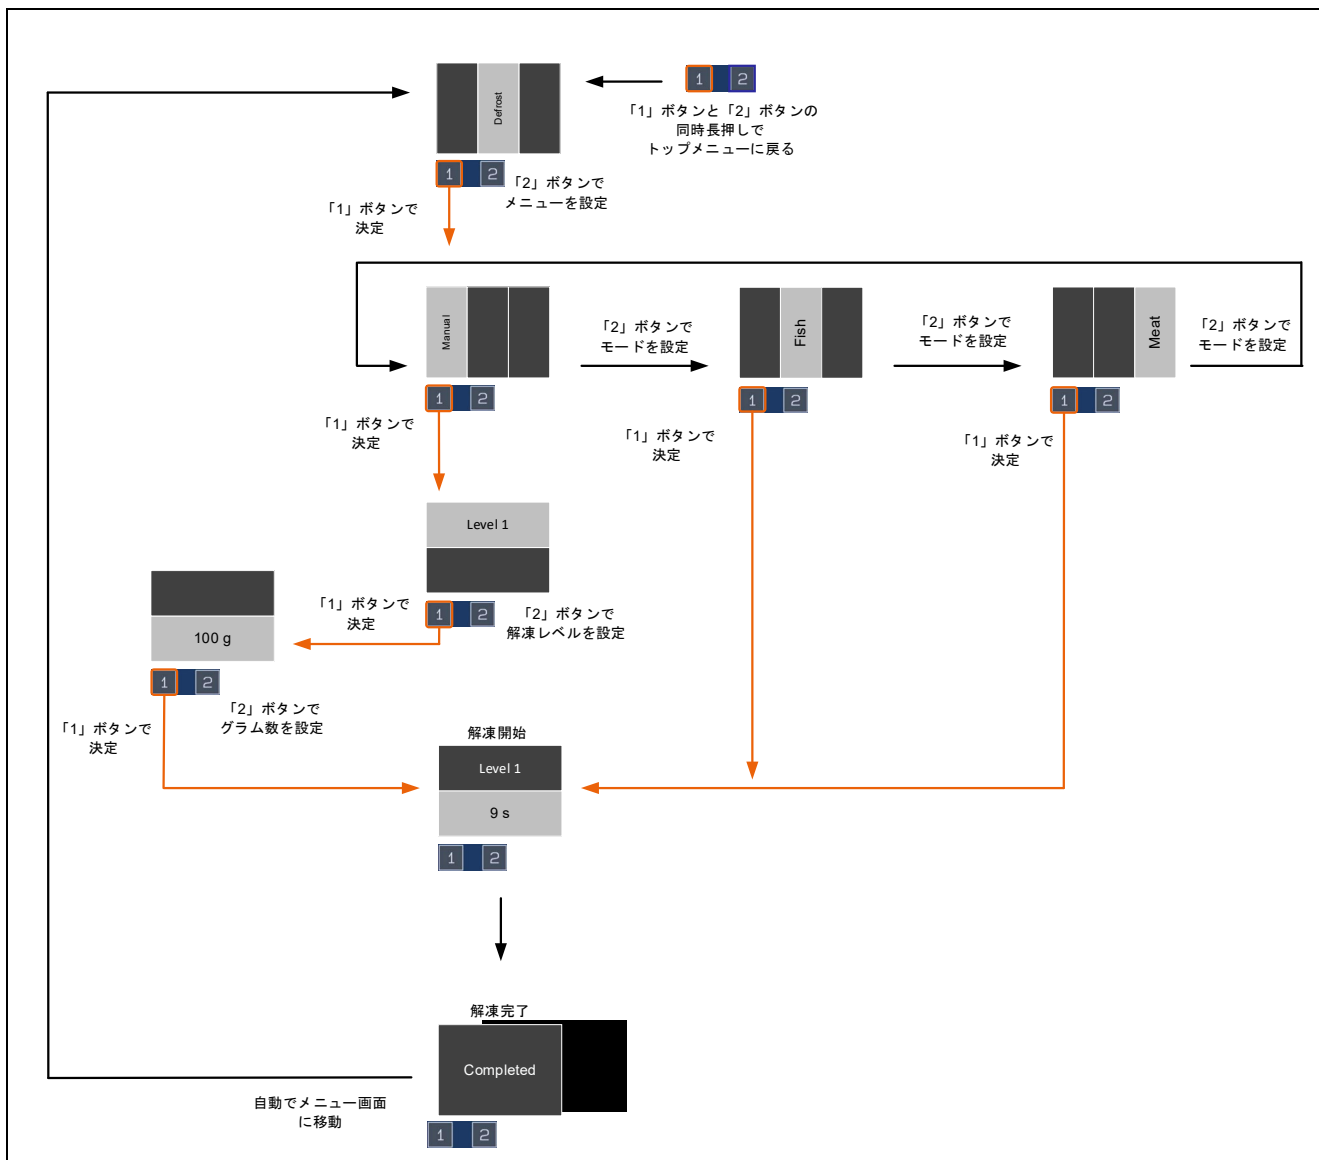 Defrost
1 2
「1」ボタンと「2」ボタンの
同時長押しで
トップメニューに戻る
1 2
「2」ボタンで
メニューを設定
「1」ボタンで
決定
Manual
「2」ボタンで
モードを設定
Fish
「2」ボタンで
モードを設定
Meat
「2」ボタンで
モードを設定
1 2
1 2
1 2
「1」ボタンで
決定
「1」ボタンで
決定
「1」ボタンで
決定
Level 1
1 2
「1」ボタンで
決定
「2」ボタンで
解凍レベルを設定
100 g
1 2
「2」ボタンで
グラム数を設定
「1」ボタンで
決定
解凍開始
Level 1
9 s
1 2
解凍完了
Completed
自動でメニュー画面
に移動
1 2